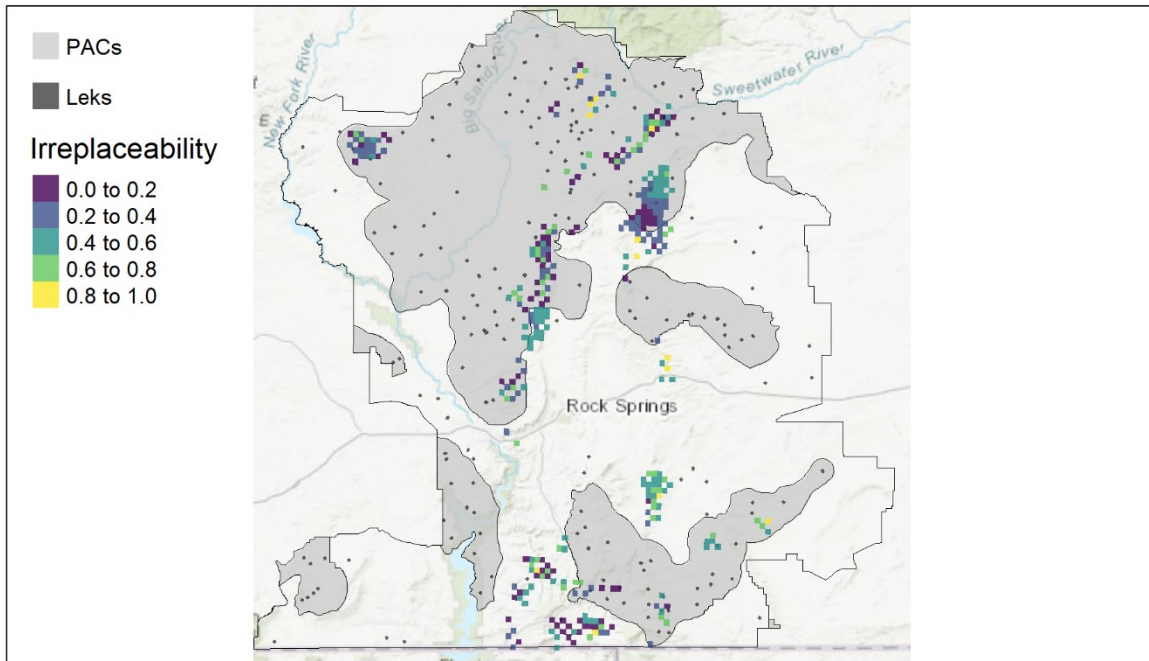 PACs
Leks
Irreplaceability
0.0 to 0.2
0.2 to 0.4
0.4 to 0.6
0.6 to 0.8
0.8 to 1.0
New Fork River
Big Sandy River
Sweetwater River
m
Rock Springs